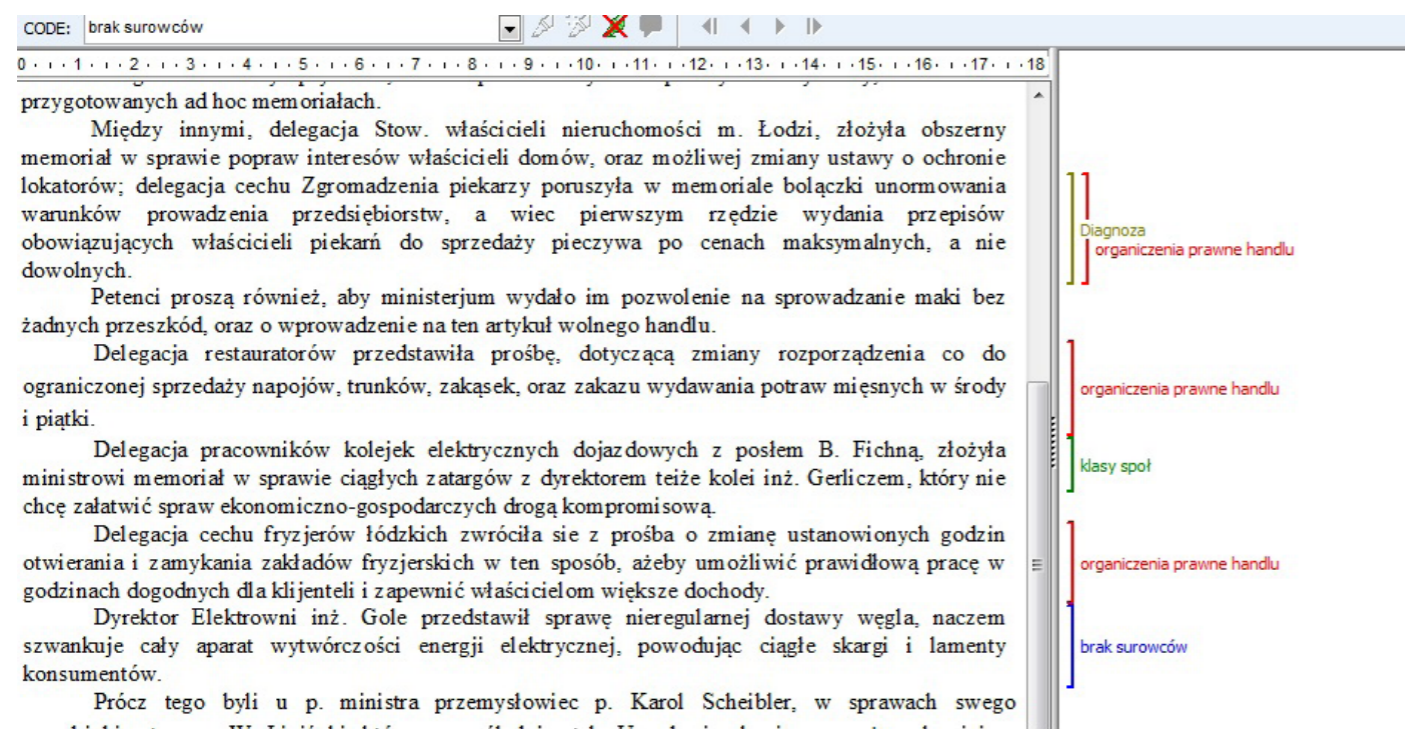 CODE: brak surowców
0 1 2 3 4 5 6 7 8 9 10 11 12 13 14 15 16 17 18
przygotowanych ad hoc memoriałach.
Między innymi, delegacja Stow. właścicieli nieruchomości m. Łodzi, złożyła obszerny
memoriał w sprawie popraw interesów właścicieli domów, oraz możliwej zmiany ustawy o ochronie
lokatorów; delegacja cechu Zgromadzenia piekarzy poruszyła w memoriale bolączki unormowania
warunków prowadzenia przedsiębiorstw, a wiec pierwszym rzędzie wydania przepisów
obowiązujących właścicieli piekarń do sprzedaży pieczywa po cenach maksymalnych, a nie
dowolnych.
Petenci proszą również, aby ministerjum wydało im pozwolenie na sprowadzanie maki bez
żadnych przeszkód, oraz o wprowadzenie na ten artykuł wolnego handlu.
Delegacja restauratorów przedstawiła prośbę, dotyczącą zmiany rozporządzenia co do
ograniczonej sprzedaży napojów, trunków, zakąsek, oraz zakazu wydawania potraw mięsnych w środy
i piątki.
Delegacja pracowników kolejek elektrycznych dojazdowych z posłem B. Fichną, złożyła
ministrowi memoriał w sprawie ciągłych zatargów z dyrektorem teiże kolei inż. Gerliczem, który nie
chcę załatwić spraw ekonomiczno-gospodarczych drogą kompromisową.
Delegacja cechu fryzjerów łódzkich zwróciła sie z prośba o zmianę ustanowionych godzin
otwierania i zamykania zakładów fryzjerskich w ten sposób, ażeby umożliwić prawidłową pracę w
godzinach dogodnych dla klijenteli i zapewnić właścicielom większe dochody.
Dyrektor Elektrowni inż. Gole przedstawił sprawę nieregularnej dostawy węgla, naczem
szwankuje cały aparat wytwórczości energji elektrycznej, powodując ciągłe skargi i lamenty
konsumentów.
Prócz tego byli u p. ministra przemysłowiec p. Karol Scheibler, w sprawach swego
Diagnoza
organiczenia prawne handlu
organiczenia prawne handlu
klasy społ
organiczenia prawne handlu
brak surowców